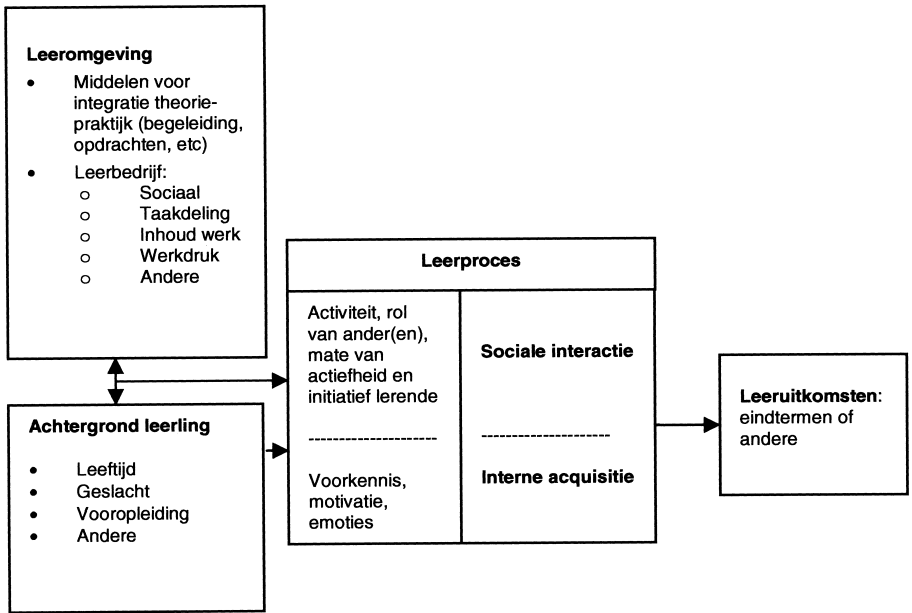 Leeromgeving
• Middelen voor
integratie theorie-
praktijk (begeleiding,
opdrachten, etc)
• Leerbedrijf:
o Sociaal
o Taakdeling
o Inhoud werk
o Werkdruk
o Andere
Achtergrond leerling
• Leeftijd
• Geslacht
• Vooropleiding
• Andere
Leerproces
Activiteit, rol
van ander(en),
mate van
actiefheid en
initiatief lerende
----------------------
Voorkennis,
motivatie,
emoties
Sociale interactie
----------------------
Interne acquisitie
Leeruitkomsten:
eindtermen of
andere